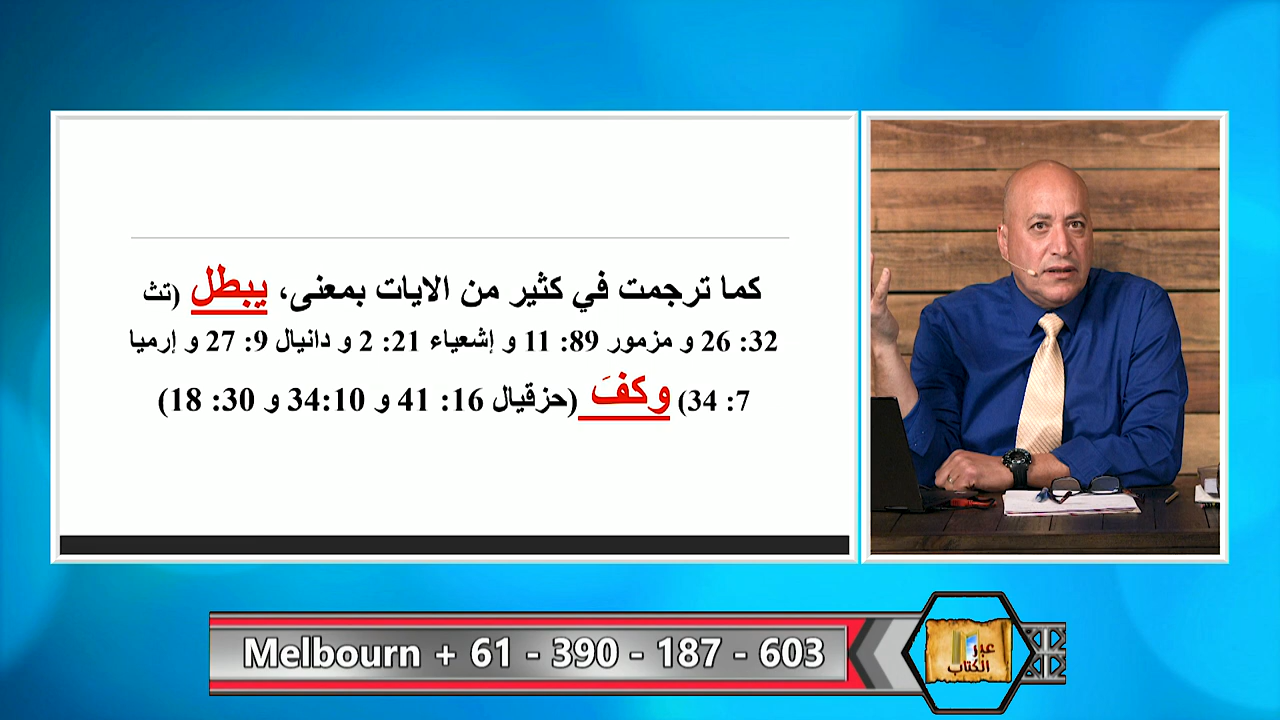 كما ترجمت في كثير من الايات بمعنى، يبطل (تث
32: 26 و مزمور 89: 11 و إشعياء 21: 2 و دانيال 9: 27 و إرميا
7: 34) وكفَ (حزقيال 16: 41 و 34:10 و 30: 18)
Melbourn + 61 - 390 - 187 - 603
عبر
الكتاب